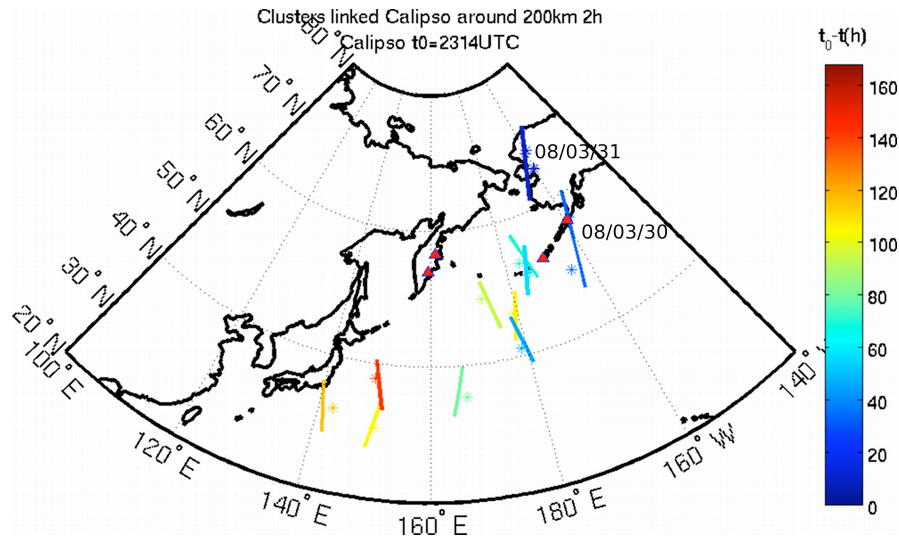 Clusters linked Calipso around 200km 2h
Calipso t0=2314UTC
t0-t(h)
80° N
70° N
60° N
50° N
40° N
30° N
20° N
100° E
120° E
140° E
160° E
180° E
160° W
140°
08/03/31
08/03/30
160
140
120
100
80
60
40
20
0